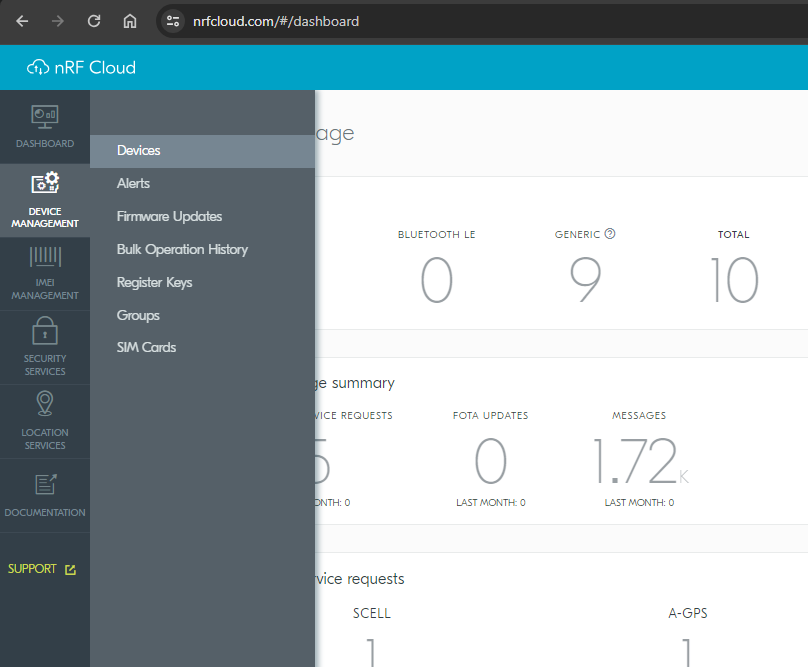 nrfcloud.com/#/dashboard
nRF Cloud
DASHBOARD
DEVICE
MANAGEMENT
IMEI
MANAGEMENT
SECURITY
SERVICES
LOCATION
SERVICES
DOCUMENTATION
SUPPORT
Devices
Alerts
Firmware Updates
Bulk Operation History
Register Keys
Groups
SIM Cards
age
BLUETOOTH LE GENERIC ? TOTAL
0 9 10
ge summary
VICE REQUESTS FOTA UPDATES MESSAGES
5 0 1.72K
ONTH: 0 LAST MONTH: 0 LAST MONTH: 0
rvice requests
SCELL A-GPS
1 1